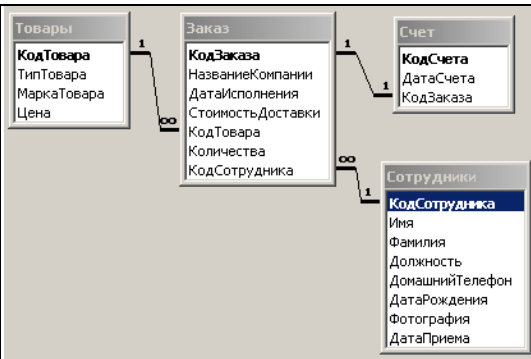 Товары
КодТовара
ТипТовара
МаркаТовара
Цена
1
∞
Заказ
КодЗаказа
НазваниеКомпании
ДатаИсполнения
СтоимостьДоставки
КодТовара
Количества
КодСотрудника
1
1
∞
1
Счет
КодСчета
ДатаСчета
КодЗаказа
Сотрудники
КодСотрудника
Имя
Фамилия
Должность
ДомашнийТелефон
ДатаРождения
Фотография
ДатаПриема